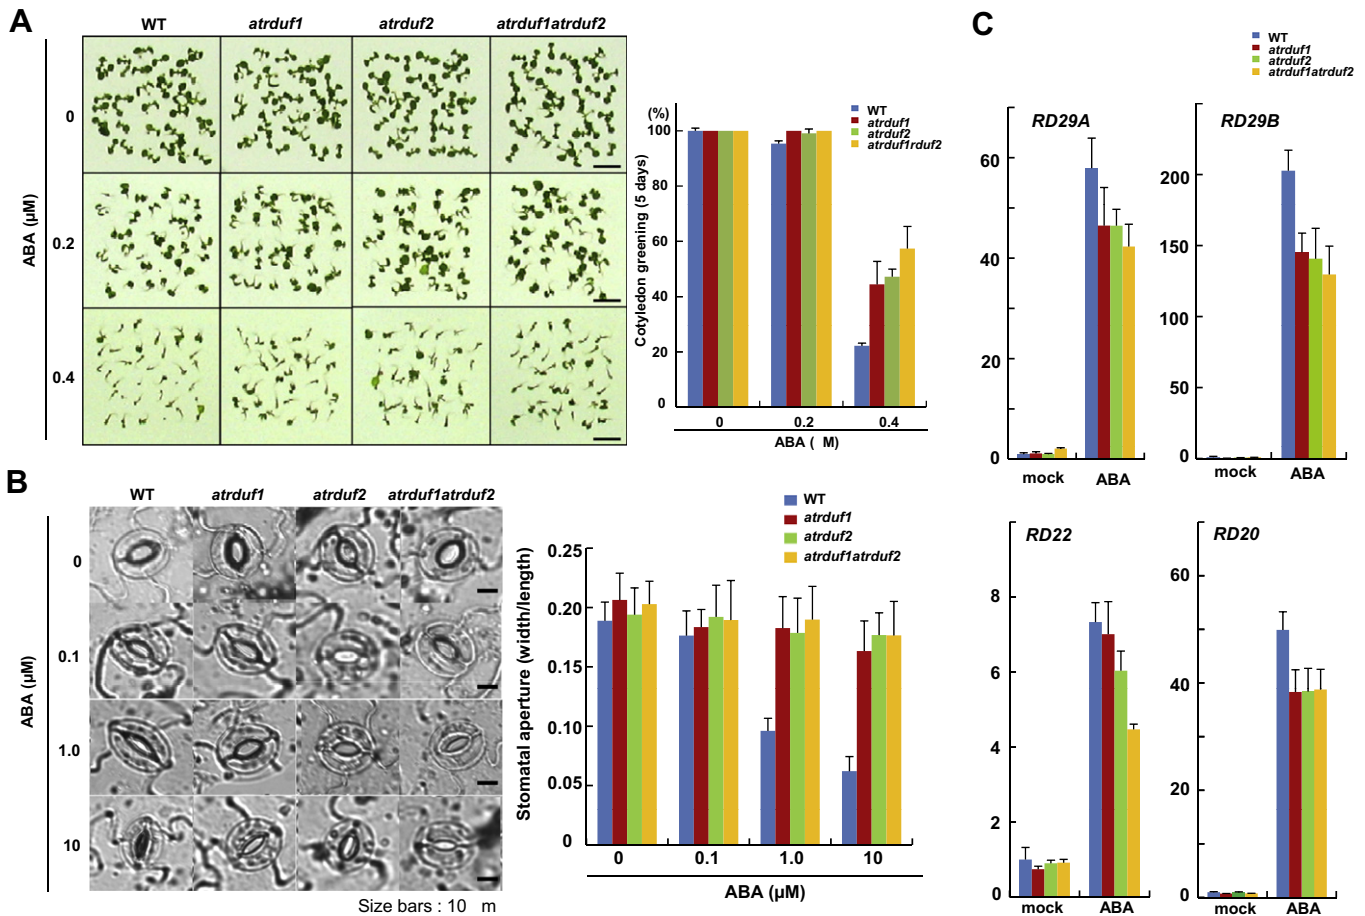 A
WT atrduf1 atrduf2 atrduf1atrduf2
ABA (µM)
0
0.2
0.4
(%)
Cotyledon greening (5 days)
100
80
60
40
20
0
0 0.2 0.4
ABA ( M)
WT
atrduf1
atrduf2
atrduf1rduf2
B
WT atrduf1 atrduf2 atrduf1atrduf2
ABA (µM)
0
0.1
1.0
10
Size bars : 10 m
Stomatal aperture (width/length)
0.25
0.20
0.15
0.10
0.05
0
0 0.1 1.0 10
ABA (µM)
WT
atrduf1
atrduf2
atrduf1atrduf2
C
WT
atrduf1
atrduf2
atrduf1atrduf2
RD29A
60
40
20
0
mock ABA
RD29B
200
150
100
50
0
mock ABA
RD22
8
6
4
2
0
mock ABA
RD20
60
40
20
0
mock ABA